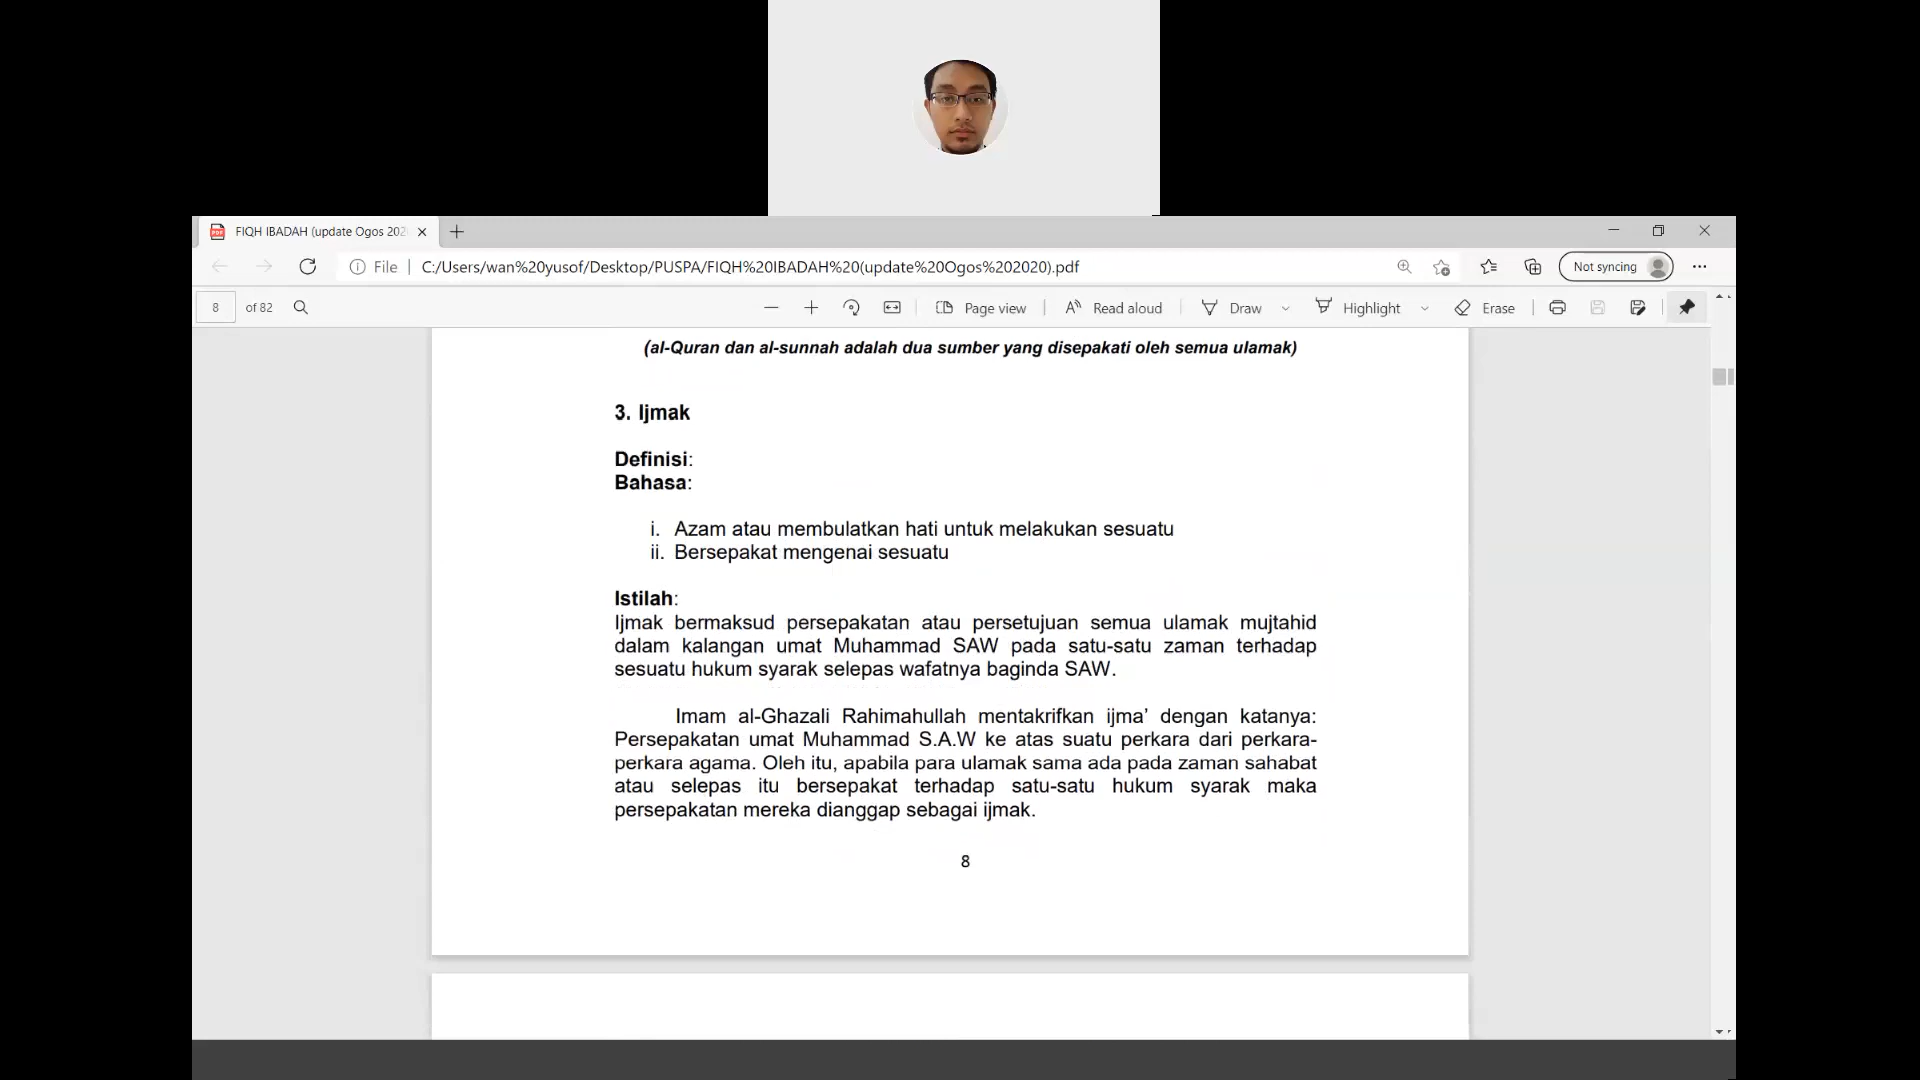 FIQH IBADAH (update Ogos 202
File
C:/Users/wan%20yusof/Desktop/PUSPA/FIQH%20IBADAH%20(update%20Ogos%202020).pdf
Not syncing
8 of 82
Page view
Read aloud
Draw
Highlight
Erase
(al-Quran dan al-sunnah adalah dua sumber yang disepakati oleh semua ulamak)
3. Ijmak
Definisi:
Bahasa:
i. Azam atau membulatkan hati untuk melakukan sesuatu
ii. Bersepakat mengenai sesuatu
Istilah:
Ijmak bermaksud persepakatan atau persetujuan semua ulamak mujtahid
dalam kalangan umat Muhammad SAW pada satu-satu zaman terhadap
sesuatu hukum syarak selepas wafatnya baginda SAW.
Imam al-Ghazali Rahimahullah mentakrifkan ijma’ dengan katanya:
Persepakatan umat Muhammad S.A.W ke atas suatu perkara dari perkara-
perkara agama. Oleh itu, apabila para ulamak sama ada pada zaman sahabat
atau selepas itu bersepakat terhadap satu-satu hukum syarak maka
persepakatan mereka dianggap sebagai ijmak.
8